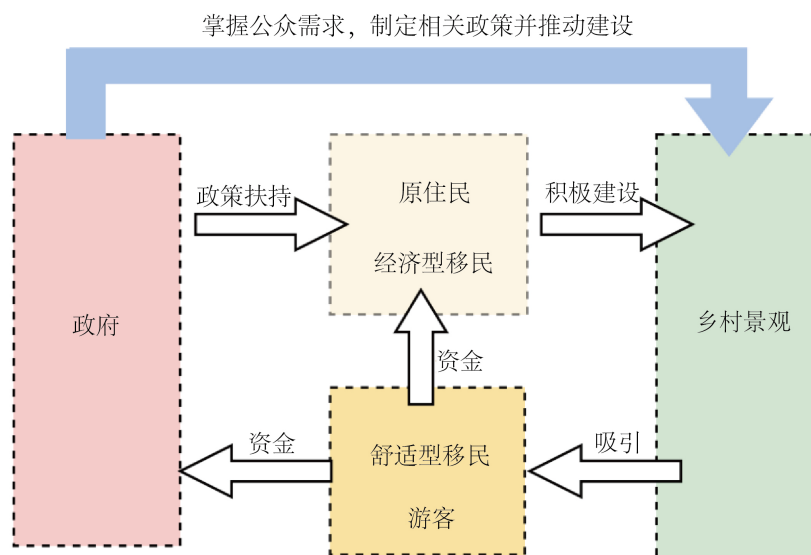 掌握公众需求，制定相关政策并推动建设
政策扶持
原住民
积极建设
经济型移民
政府
乡村景观
资金
资金
舒适型移民
吸引
游客